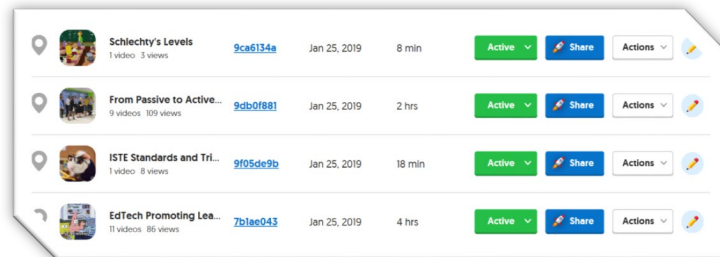 Schlechty's Levels
1 video 3 views
9ca6134a
Jan 25, 2019
8 min
Active
Share
Actions
From Passive to Active...
9 videos 109 views
9db0f881
Jan 25, 2019
2 hrs
Active
Share
Actions
ISTE Standards and Tri...
1 video 8 views
9f05de9b
Jan 25, 2019
18 min
Active
Share
Actions
EdTech Promoting Lea...
11 videos 86 views
7b1ae043
Jan 25, 2019
4 hrs
Active
Share
Actions